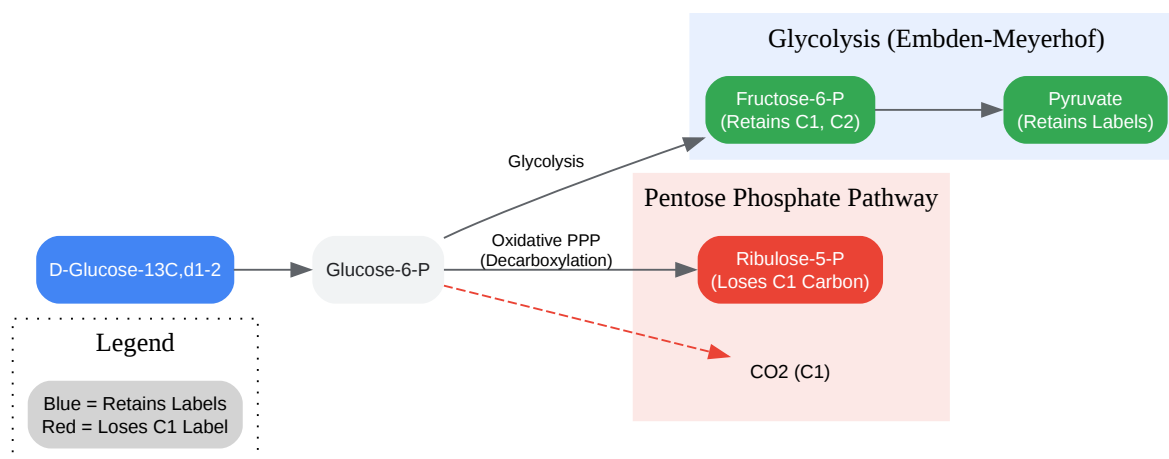 Glycolysis (Embden-Meyerhof)
Fructose-6-P
(Retains C1, C2)
Pyruvate
(Retains Labels)
Glycolysis
Pentose Phosphate Pathway
Oxidative PPP
(Decarboxylation)
D-Glucose-13C,d1-2
Glucose-6-P
Ribulose-5-P
(Loses C1 Carbon)
CO2 (C1)
Legend
Blue = Retains Labels
Red = Loses C1 Label